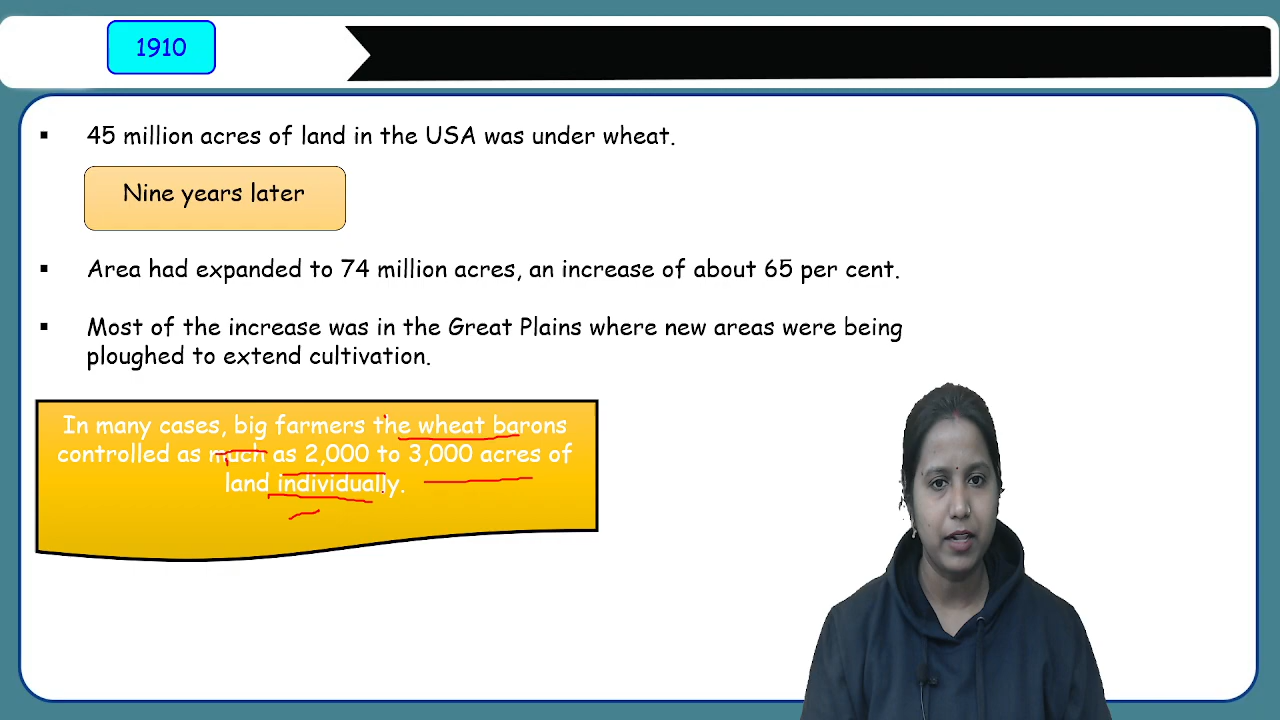 1910
▪ 45 million acres of land in the USA was under wheat.
Nine years later
▪ Area had expanded to 74 million acres, an increase of about 65 per cent.
▪ Most of the increase was in the Great Plains where new areas were being
ploughed to extend cultivation.
In many cases, big farmers the wheat barons
controlled as much as 2,000 to 3,000 acres of
land individually.